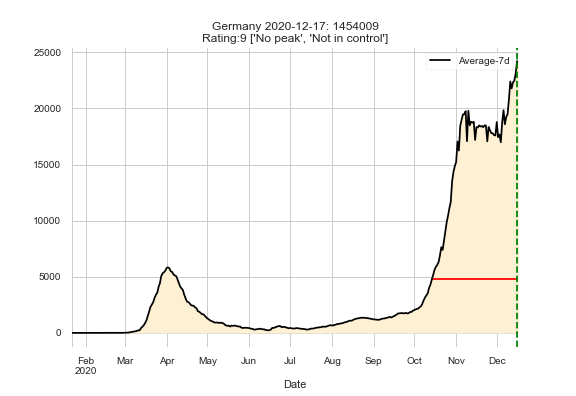 Germany 2020-12-17: 1454009
Rating:9 ['No peak', 'Not in control']
Average-7d
25000
20000
15000
10000
5000
0
Feb Mar Apr May Jun Jul Aug Sep Oct Nov Dec
2020
Date